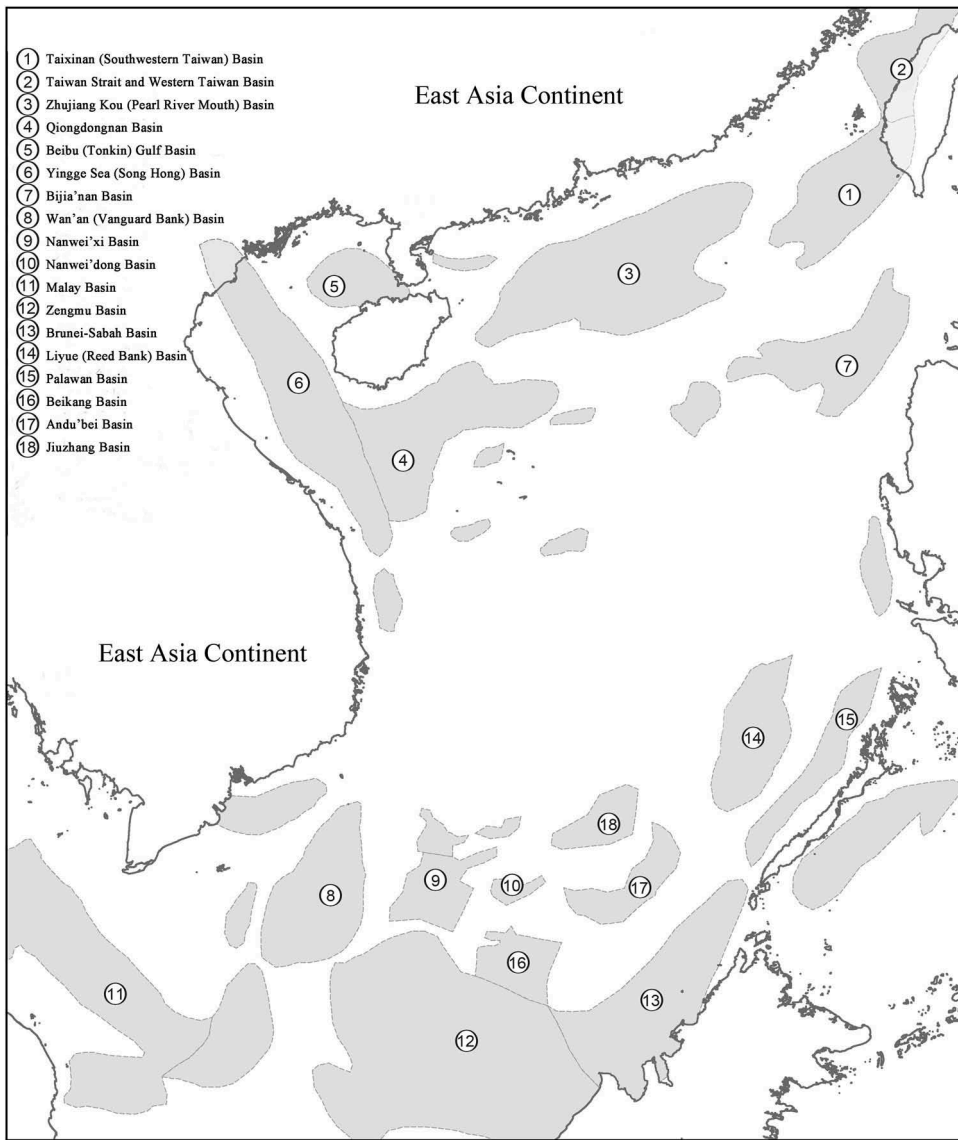 ① Taixinan (Southwestern Taiwan) Basin
② Taiwan Strait and Western Taiwan Basin
③ Zhujiang Kou (Pearl River Mouth) Basin
④ Qiongdongnan Basin
⑤ Beibu (Tonkin) Gulf Basin
⑥ Yingge Sea (Song Hong) Basin
⑦ Bijia'nan Basin
⑧ Wan'an (Vanguard Bank) Basin
⑨ Nanwei'xi Basin
⑩ Nanwei'dong Basin
⑪ Malay Basin
⑫ Zengmu Basin
⑬ Brunei-Sabah Basin
⑭ Liyue (Reed Bank) Basin
⑮ Palawan Basin
⑯ Beikang Basin
⑰ Andu'bei Basin
⑱ Jiuzhang Basin
East Asia Continent
②
①
③
⑤
⑦
⑥
④
East Asia Continent
⑮
⑭
⑱
⑨
⑩
⑰
⑧
⑯
⑪
⑬
⑫